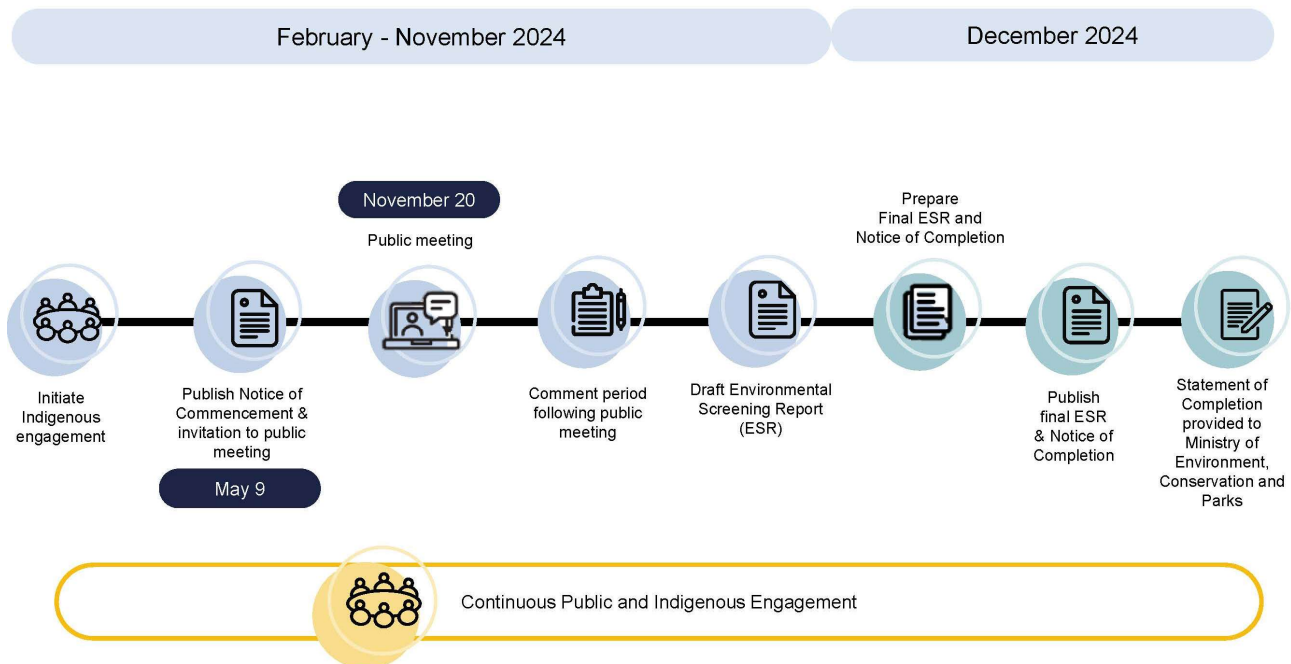 February - November 2024
December 2024
November 20
Public meeting
Prepare
Final ESR and
Notice of Completion
Initiate
Indigenous
engagement
Publish Notice of
Commencement &
invitation to public
meeting
May 9
Comment period
following public
meeting
Draft Environmental
Screening Report
(ESR)
Publish
final ESR
& Notice of
Completion
Statement of
Completion
provided to
Ministry of
Environment,
Conservation and
Parks
Continuous Public and Indigenous Engagement